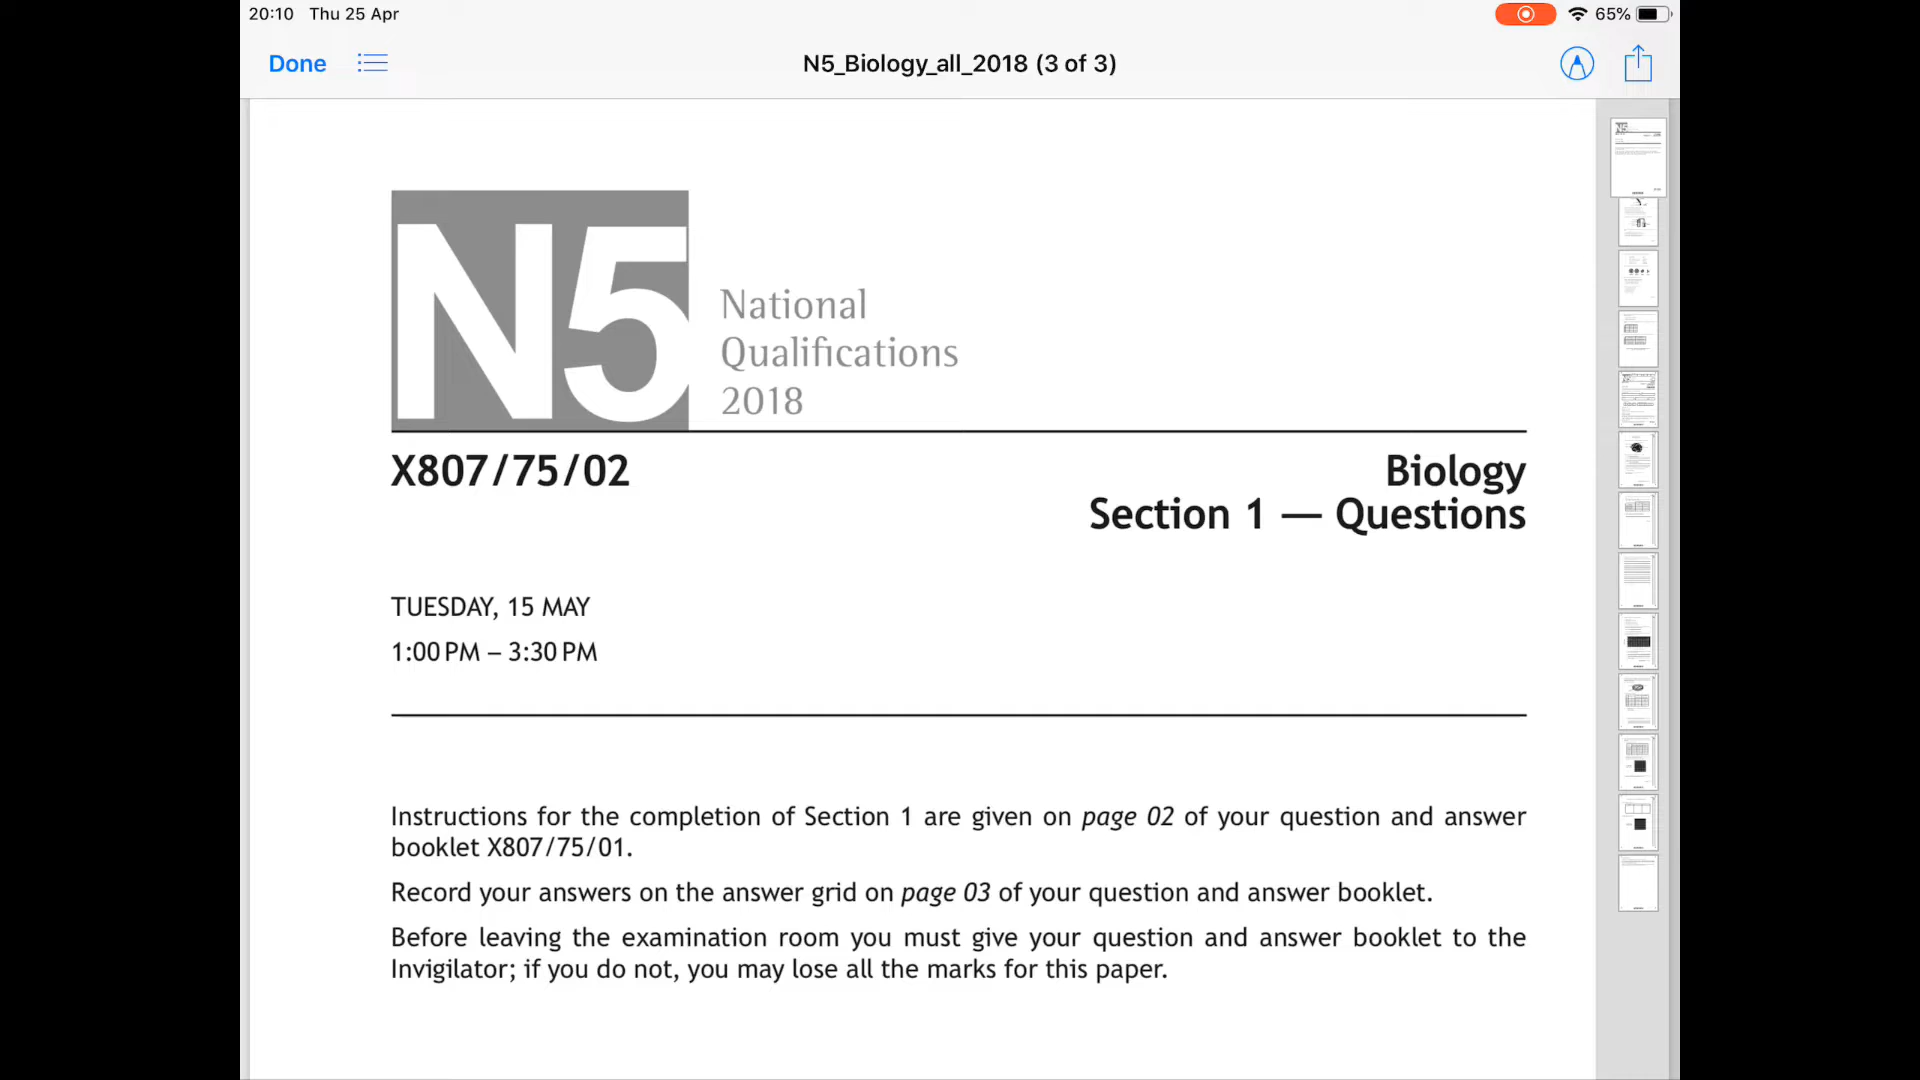 20:10 Thu 25 Apr
65%
Done
N5_Biology_all_2018 (3 of 3)
N5
National
Qualifications
2018
X807/75/02
Biology
Section 1 — Questions
TUESDAY, 15 MAY
1:00 PM – 3:30 PM
Instructions for the completion of Section 1 are given on page 02 of your question and answer
booklet X807/75/01.
Record your answers on the answer grid on page 03 of your question and answer booklet.
Before leaving the examination room you must give your question and answer booklet to the
Invigilator; if you do not, you may lose all the marks for this paper.